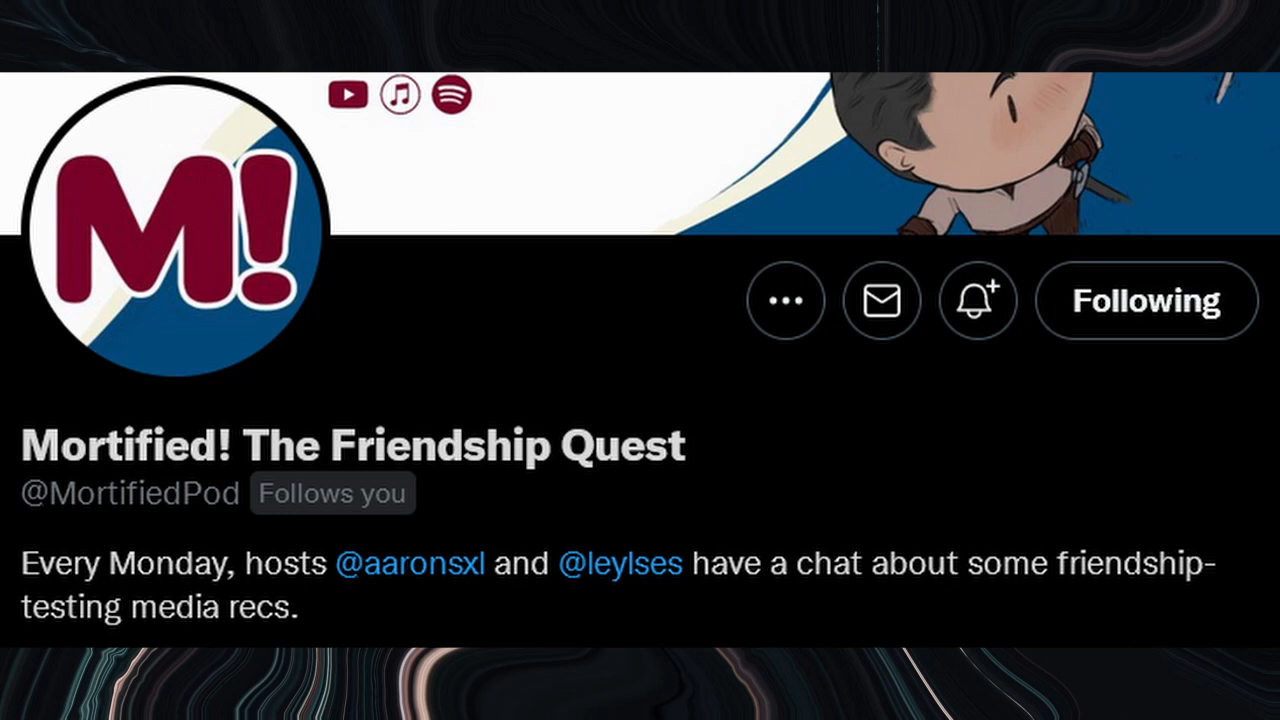 M!
Following
Mortified! The Friendship Quest
@MortifiedPod Follows you
Every Monday, hosts @aaronsxl and @leylses have a chat about some friendship-
testing media recs.